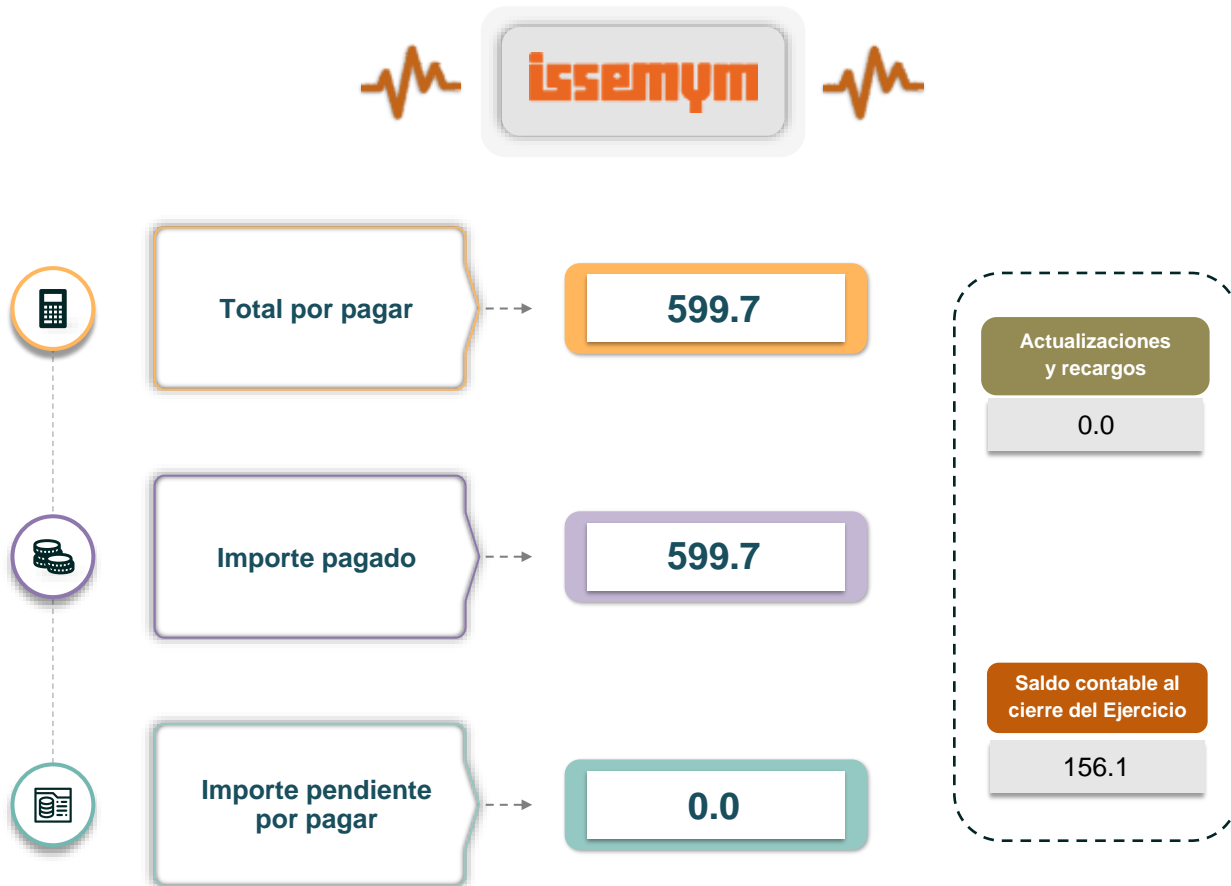 issemym
Total por pagar
599.7
Importe pagado
599.7
Importe pendiente
por pagar
0.0
Actualizaciones
y recargos
0.0
Saldo contable al
cierre del Ejercicio
156.1